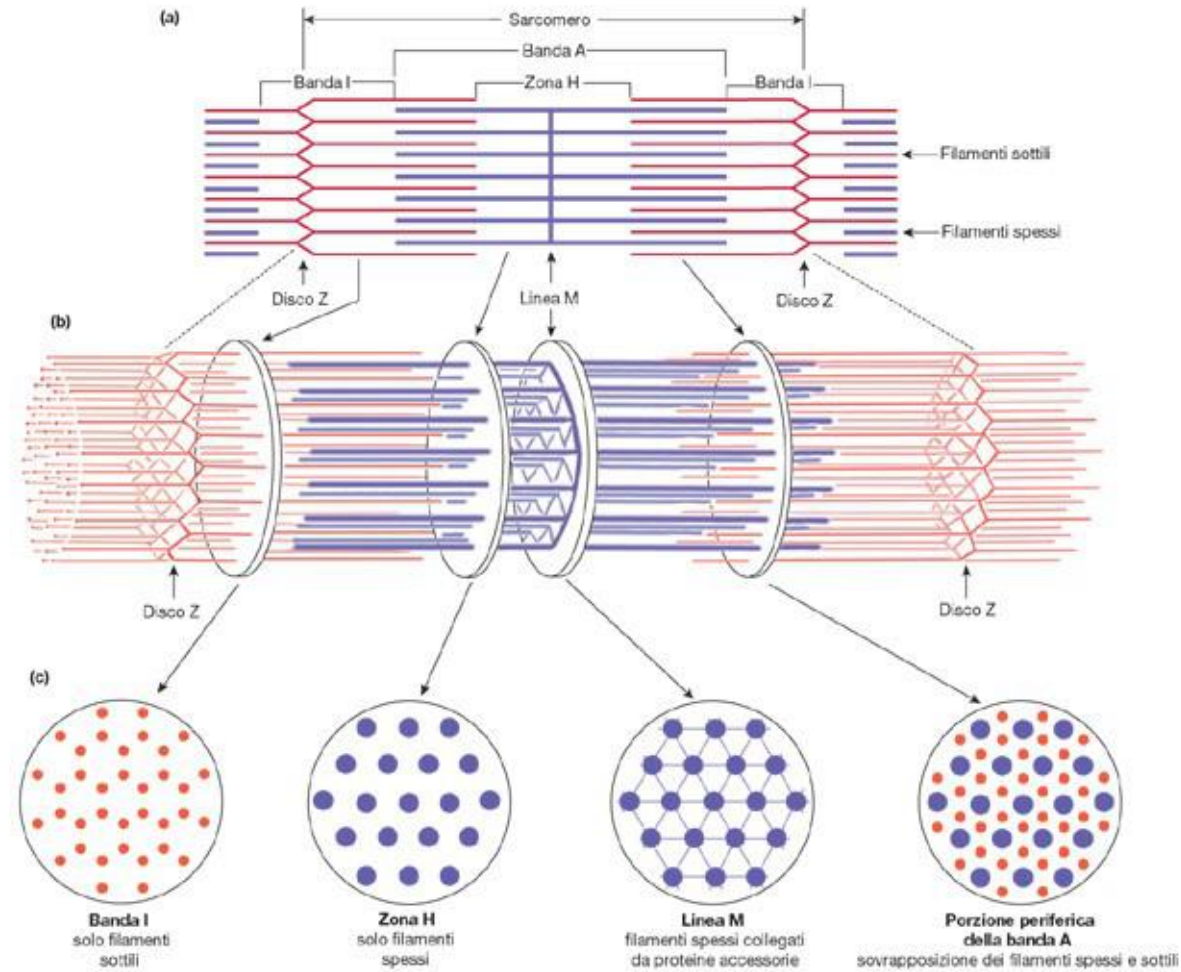 (a)
Sarcomero
Banda A
Banda I
Zona H
Banda I
Filamenti sottili
Filamenti spessi
Disco Z
Linea M
Disco Z
(b)
Disco Z
Disco Z
(c)
Banda I
solo filamenti
sottili
Zona H
solo filamenti
spessi
Linea M
filamenti spessi collegati
da proteine accessorie
Porzione periferica
della banda A
sovrapposizione dei filamenti spessi e sottili